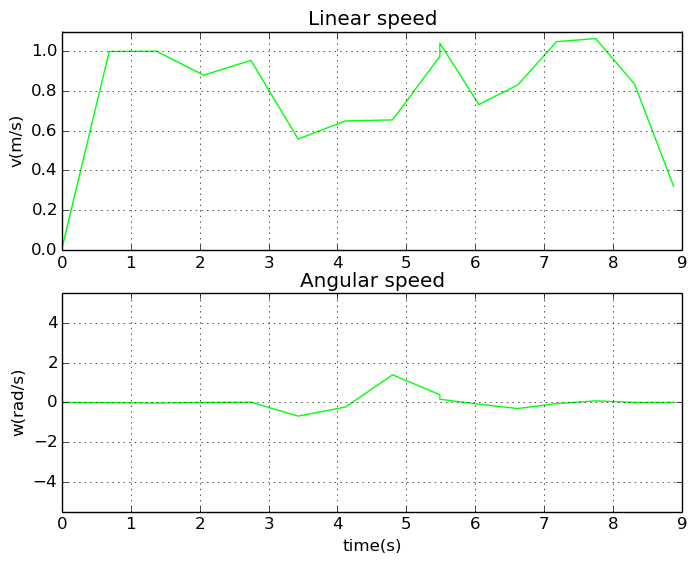 Linear speed
1.0
0.8
0.6
0.4
0.2
0.0
v(m/s)
0 1 2 3 4 5 6 7 8 9
Angular speed
4
2
0
−2
−4
w(rad/s)
0 1 2 3 4 5 6 7 8 9
time(s)